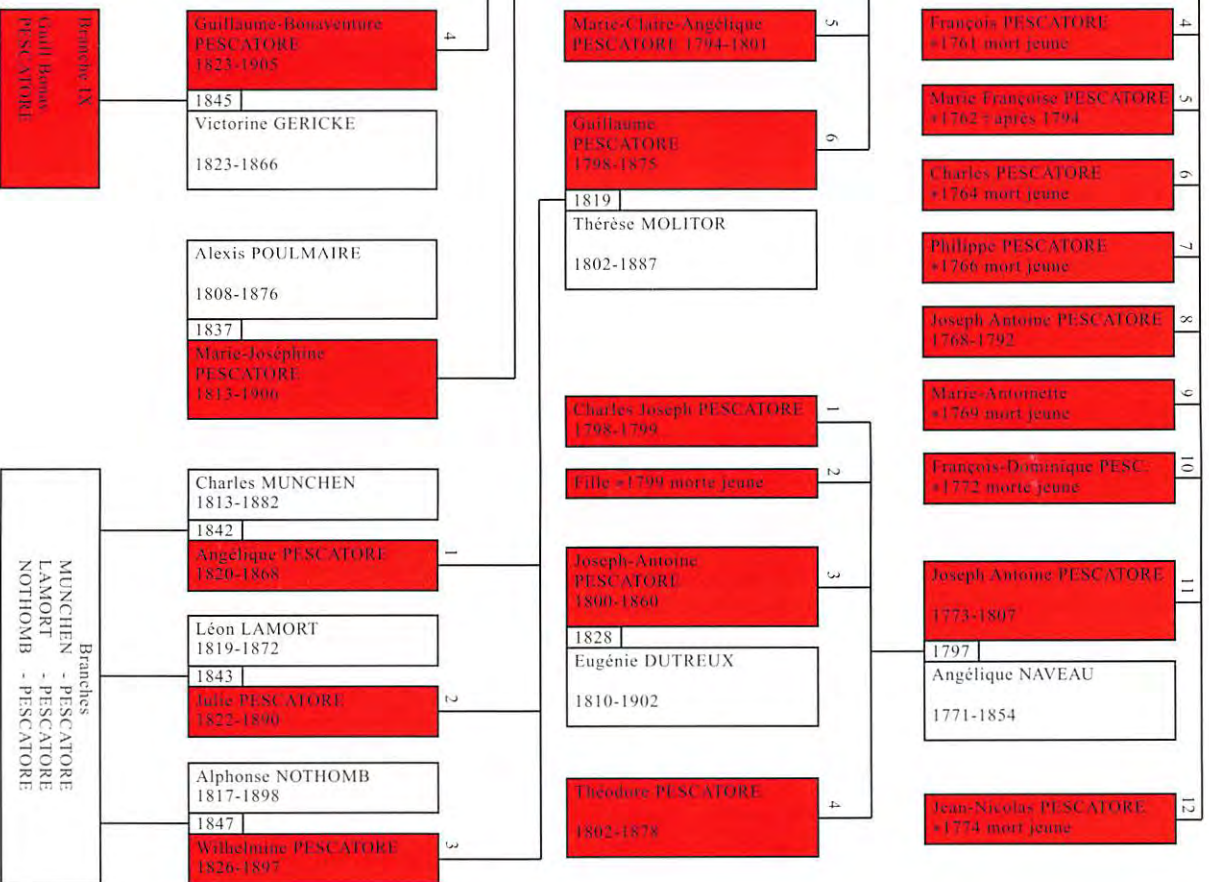 Branche IX
Guill Bonav
PESCATORE
Guillaume-Bonaventure
PESCATORE
1823-1905
4
1845
Victorine GERICKE
1823-1866
Alexis POULMAIRE
1808-1876
1837
Marie-Joséphine
PESCATORE
1813-1906
Branches
MUNCHEN - PESCATORE
LAMORT - PESCATORE
NOTHOMB - PESCATORE
Charles MUNCHEN
1813-1882
1842
Angélique PESCATORE
1820-1868
1
Léon LAMORT
1819-1872
1843
Julie PESCATORE
1822-1890
2
Alphonse NOTHOMB
1817-1898
1847
Wilhelmine PESCATORE
1826-1897
3
Marie-Claire-Angélique
PESCATORE 1794-1801
5
Guillaume
PESCATORE
1798-1875
6
1819
Thérèse MOLITOR
1802-1887
Charles Joseph PESCATORE
1798-1799
1
Fille *1799 morte jeune
2
Joseph-Antoine
PESCATORE
1800-1860
3
1828
Eugénie DUTREUX
1810-1902
Théodore PESCATORE
1802-1878
4
François PESCATORE
*1761 mort jeune
4
Marie Françoise PESCATORE
*1762 † après 1794
5
Charles PESCATORE
*1764 mort jeune
6
Philippe PESCATORE
*1766 mort jeune
7
Joseph Antoine PESCATORE
1768-1792
8
Marie-Antoinette
*1769 mort jeune
9
François-Dominique PESC.
*1772 morte jeune
10
Joseph Antoine PESCATORE
1773-1807
11
1797
Angélique NAVEAU
1771-1854
Jean-Nicolas PESCATORE
*1774 mort jeune
12